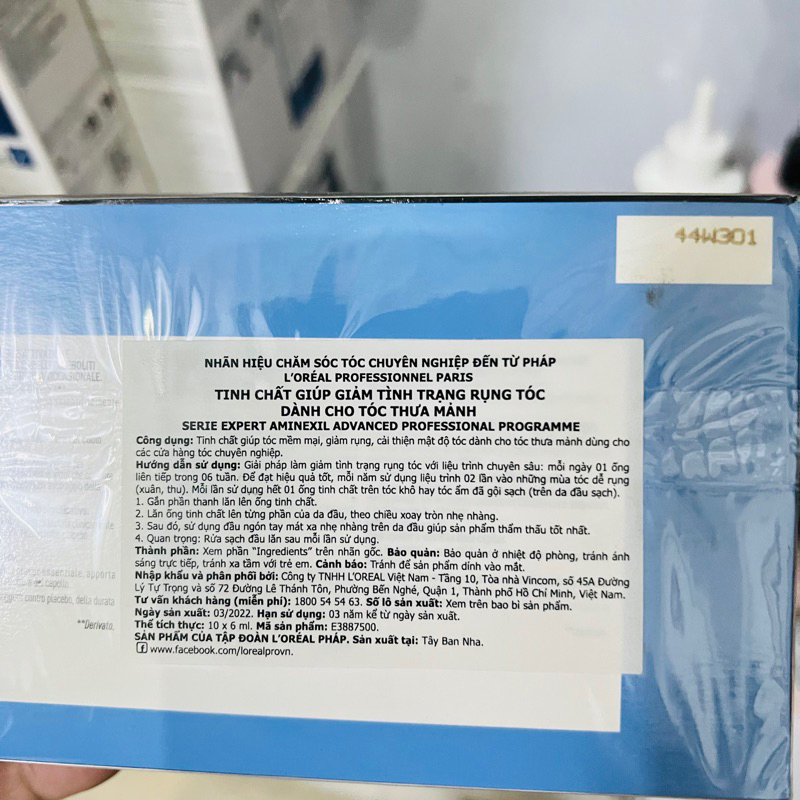 44W301
NHÃN HIỆU CHĂM SÓC TÓC CHUYÊN NGHIỆP ĐẾN TỪ PHÁP
L'ORÉAL PROFESSIONNEL PARIS
TINH CHẤT GIÚP GIẢM TÌNH TRẠNG RỤNG TÓC
DÀNH CHO TÓC THƯA MẢNH
SERIE EXPERT AMINEXIL ADVANCED PROFESSIONAL PROGRAMME
Công dụng: Tinh chất giúp tóc mềm mại, giảm rụng, cải thiện mật độ tóc dành cho tóc thưa mảnh dùng cho
các cửa hàng tóc chuyên nghiệp.
Hướng dẫn sử dụng: Giải pháp làm giảm tình trạng rụng tóc với liệu trình chuyên sâu: mỗi ngày 01 ống
liên tiếp trong 06 tuần. Để đạt hiệu quả tốt, mỗi năm sử dụng liệu trình 02 lần vào những mùa tóc dễ rụng
(xuân, thu). Mỗi lần sử dụng hết 01 ống tinh chất trên tóc khô hay tóc ẩm đã gội sạch (trên da đầu sạch).
1. Gắn phần thanh lăn lên ống tinh chất.
2. Lăn ống tinh chất lên từng phần của da đầu, theo chiều xoay tròn nhẹ nhàng.
3. Sau đó, sử dụng đầu ngón tay mát xa nhẹ nhàng trên da đầu giúp sản phẩm thẩm thấu tốt nhất.
4. Quan trọng: Rửa sạch đầu lăn sau mỗi lần sử dụng.
Thành phần: Xem phần "Ingredients" trên nhãn gốc. Bảo quản: Bảo quản ở nhiệt độ phòng, tránh ánh
sáng trực tiếp, tránh xa tầm với trẻ em. Cảnh báo: Tránh để sản phẩm dính vào mắt.
Nhập khẩu và phân phối bởi: Công ty TNHH L'OREAL Việt Nam - Tầng 10, Tòa nhà Vincom, số 45A Đường
Lý Tự Trọng và số 72 Đường Lê Thánh Tôn, Phường Bến Nghé, Quận 1, Thành phố Hồ Chí Minh, Việt Nam.
Tư vấn khách hàng (miễn phí): 1800 54 54 63. Số lô sản xuất: Xem trên bao bì sản phẩm.
Ngày sản xuất: 03/2022. Hạn sử dụng: 03 năm kể từ ngày sản xuất.
Thể tích thực: 10 x 6 ml. Mã sản phẩm: E3887500.
SẢN PHẨM CỦA TẬP ĐOÀN L'ORÉAL PHÁP. Sản xuất tại: Tây Ban Nha.
www.facebook.com/lorealprovn.
essenziale, apporta
contro placebo, della durata
**Derivato.